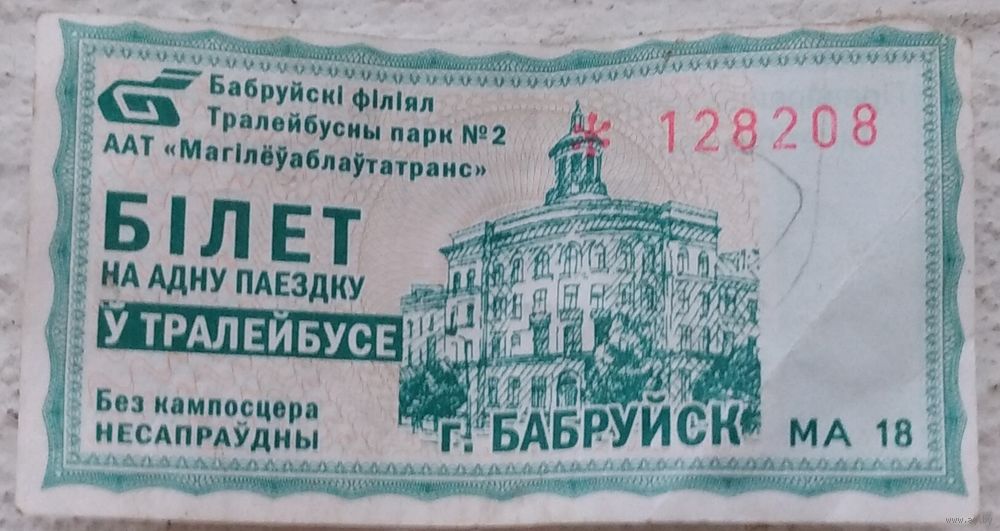 Бабруйскі філіял
Тралейбусны парк №2
ААТ «Магілёўаблаўтатранс»
* 128208
БІЛЕТ
НА АДНУ ПАЕЗДКУ
Ў ТРАЛЕЙБУСЕ
Без кампосцера
НЕСАПРАЎДНЫ
г. БАБРУЙСК
МА 18